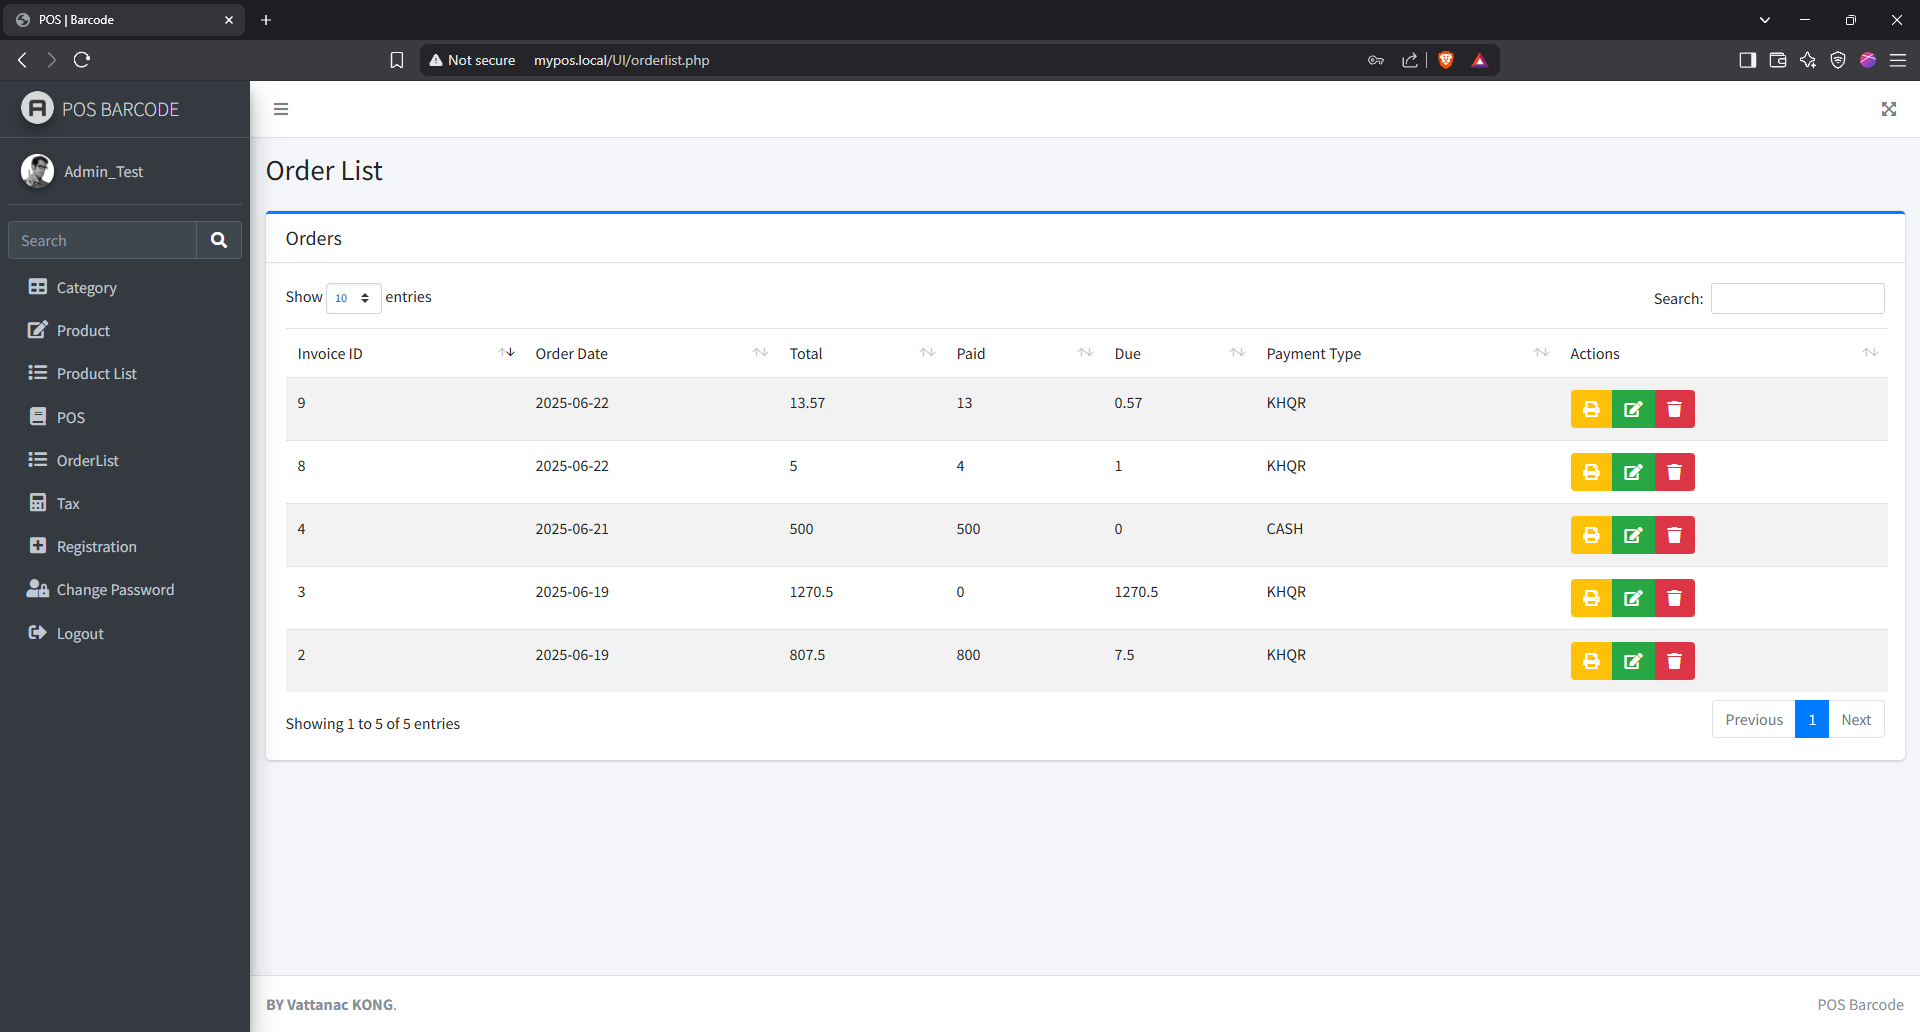 POS | Barcode
Not secure mypos.local/UI/orderlist.php
POS BARCODE
Admin_Test
Search
Category
Product
Product List
POS
OrderList
Tax
Registration
Change Password
Logout
Order List
Orders
Show 10 entries
Search:
Invoice ID Order Date Total Paid Due Payment Type Actions
9 2025-06-22 13.57 13 0.57 KHQR
8 2025-06-22 5 4 1 KHQR
4 2025-06-21 500 500 0 CASH
3 2025-06-19 1270.5 0 1270.5 KHQR
2 2025-06-19 807.5 800 7.5 KHQR
Showing 1 to 5 of 5 entries
Previous 1 Next
BY Vattanac KONG.
POS Barcode